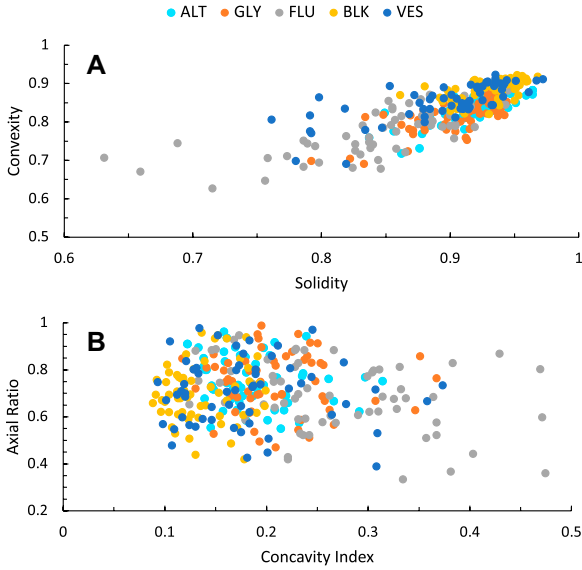 ALT GLY FLU BLK VES
A
1
0.9
0.8
0.7
0.6
0.5
Convexity
0.6 0.7 0.8 0.9 1
Solidity
B
1
0.8
0.6
0.4
0.2
Axial Ratio
0 0.1 0.2 0.3 0.4 0.5
Concavity Index